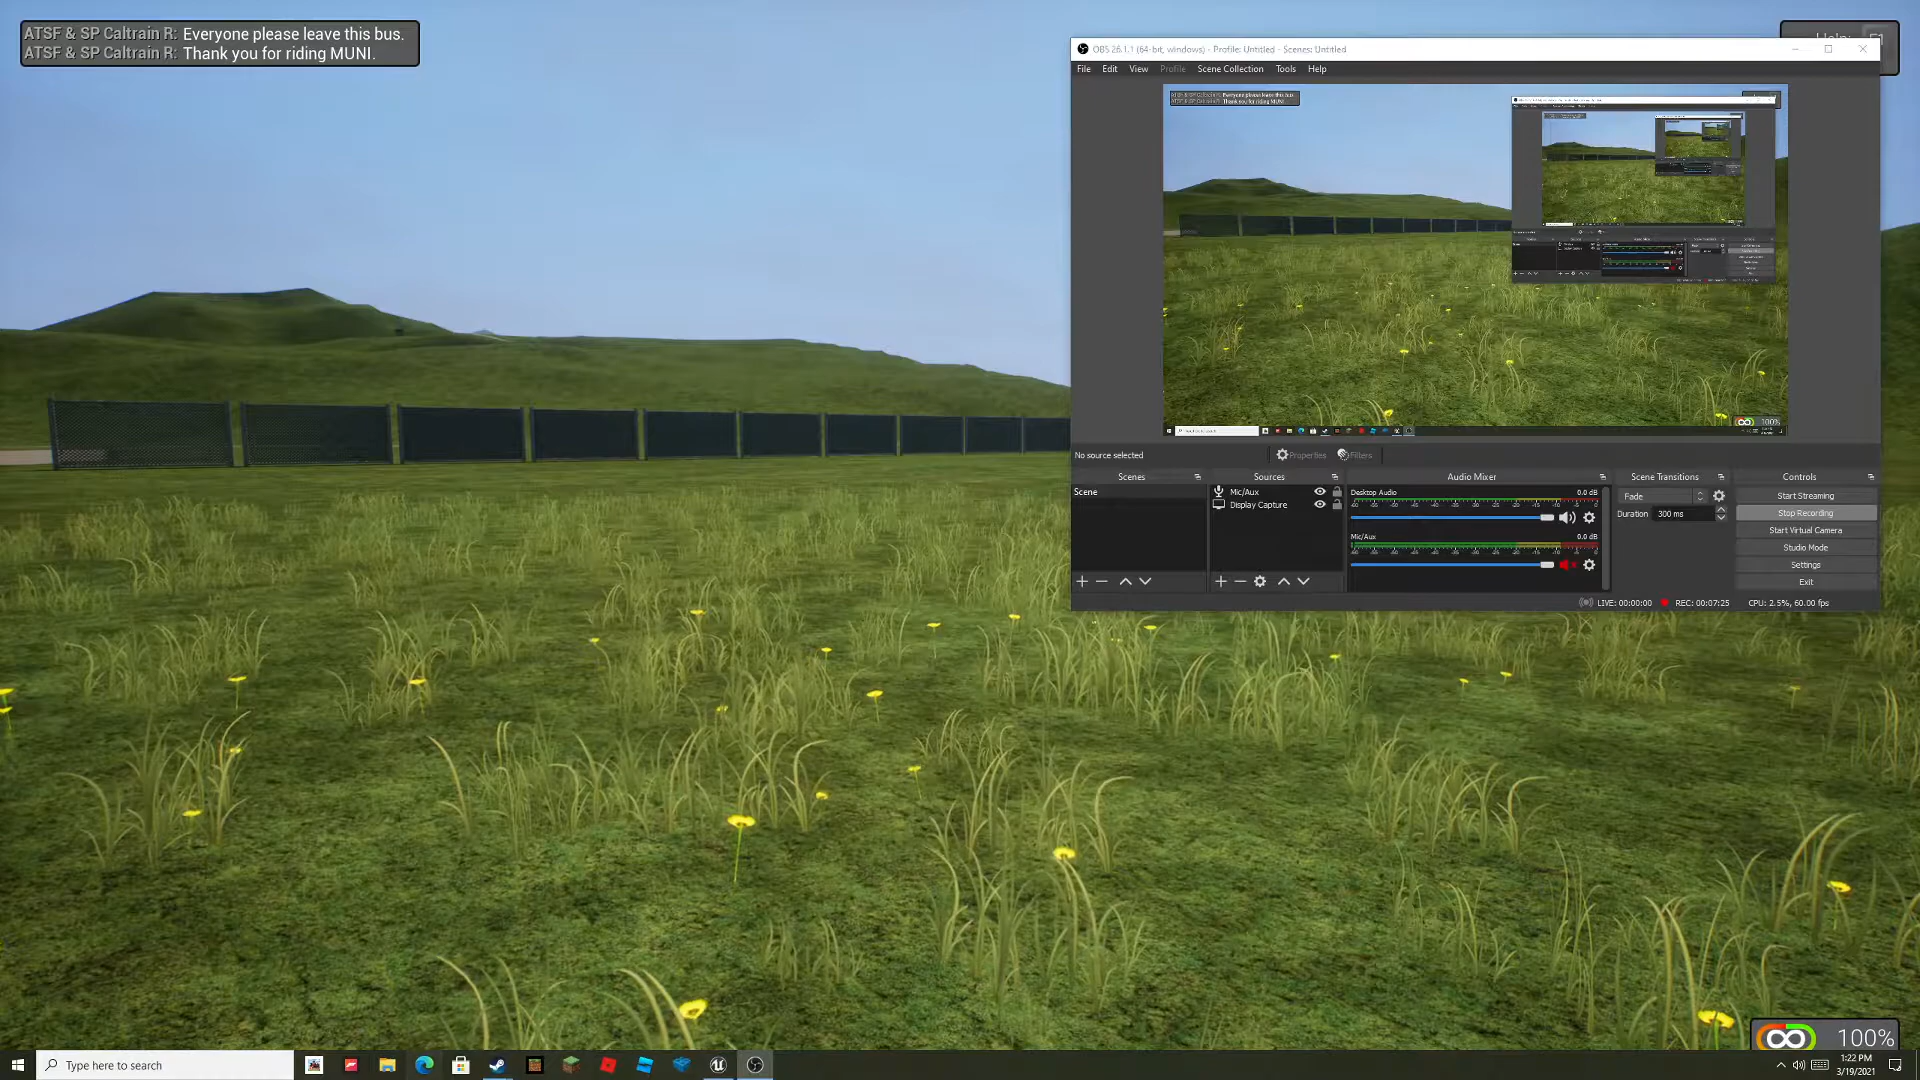 ATSF & SP Caltrain R: Everyone please leave this bus.
ATSF & SP Caltrain R: Thank you for riding MUNI.
OBS 26.1.1 (64-bit, windows) - Profile: Untitled - Scenes: Untitled
File Edit View Profile Scene Collection Tools Help
No source selected
Properties Filters
Scenes
Scene
Sources
Mic/Aux
Display Capture
Audio Mixer
Desktop Audio 0.0 dB
Mic/Aux 0.0 dB
Scene Transitions
Fade
Duration 300 ms
Controls
Start Streaming
Stop Recording
Start Virtual Camera
Studio Mode
Settings
Exit
LIVE: 00:00:00 REC: 00:07:25 CPU: 2.5%, 60.00 fps
100%
Type here to search
1:22 PM
3/19/2021